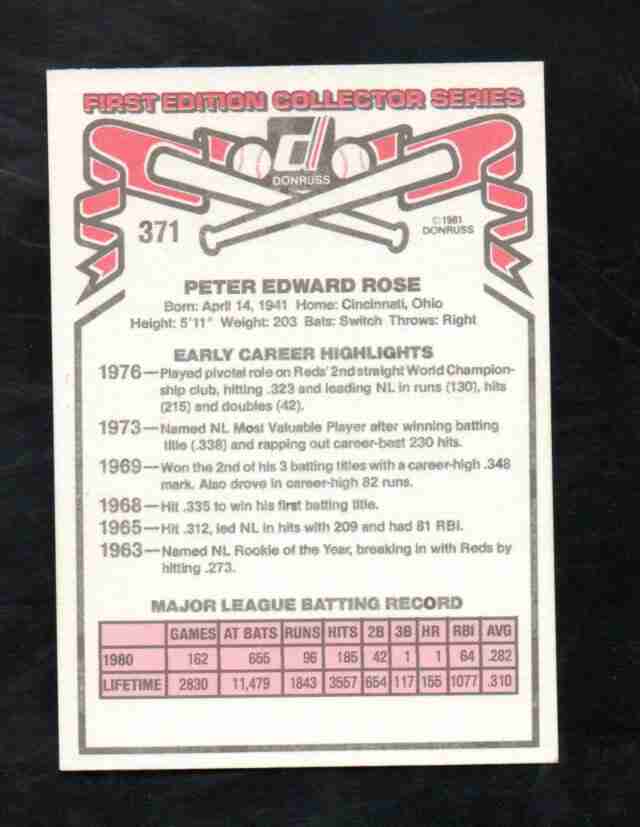 FIRST EDITION COLLECTOR SERIES
DONRUSS
371
©1981
DONRUSS
PETER EDWARD ROSE
Born: April 14, 1941 Home: Cincinnati, Ohio
Height: 5'11" Weight: 203 Bats: Switch Throws: Right
EARLY CAREER HIGHLIGHTS
1976—Played pivotal role on Reds' 2nd straight World Champion-
ship club, hitting .323 and leading NL in runs (130), hits
(215) and doubles (42).
1973—Named NL Most Valuable Player after winning batting
title (.338) and rapping out career-best 230 hits.
1969—Won the 2nd of his 3 batting titles with a career-high .348
mark. Also drove in career-high 82 runs.
1968—Hit .335 to win his first batting title.
1965—Hit .312, led NL in hits with 209 and had 81 RBI.
1963—Named NL Rookie of the Year, breaking in with Reds by
hitting .273.
MAJOR LEAGUE BATTING RECORD
GAMES AT BATS RUNS HITS 2B 3B HR RBI AVG
1980 162 655 96 185 42 1 1 64 .282
LIFETIME 2830 11,479 1843 3557 654 117 155 1077 .310